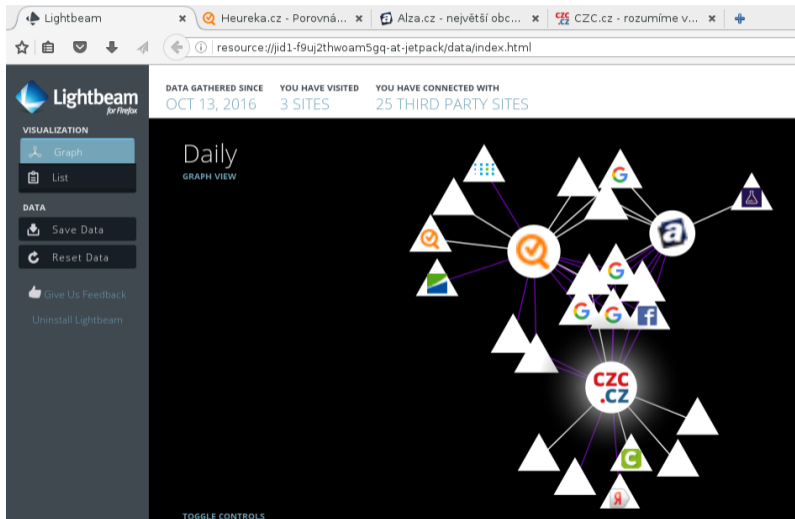 Lightbeam
Heureka.cz - Porovná...
Alza.cz - největší obc...
CZC.cz - rozumíme v...
resource://jid1-f9uj2thwoam5gq-at-jetpack/data/index.html
Lightbeam
for Firefox
DATA GATHERED SINCE
OCT 13, 2016
YOU HAVE VISITED
3 SITES
YOU HAVE CONNECTED WITH
25 THIRD PARTY SITES
VISUALIZATION
Graph
List
DATA
Save Data
Reset Data
Give Us Feedback
Uninstall Lightbeam
Daily
GRAPH VIEW
G
a
G
G
G
f
CZC
.CZ
C
Я
TOGGLE CONTROLS
CZC
.CZ